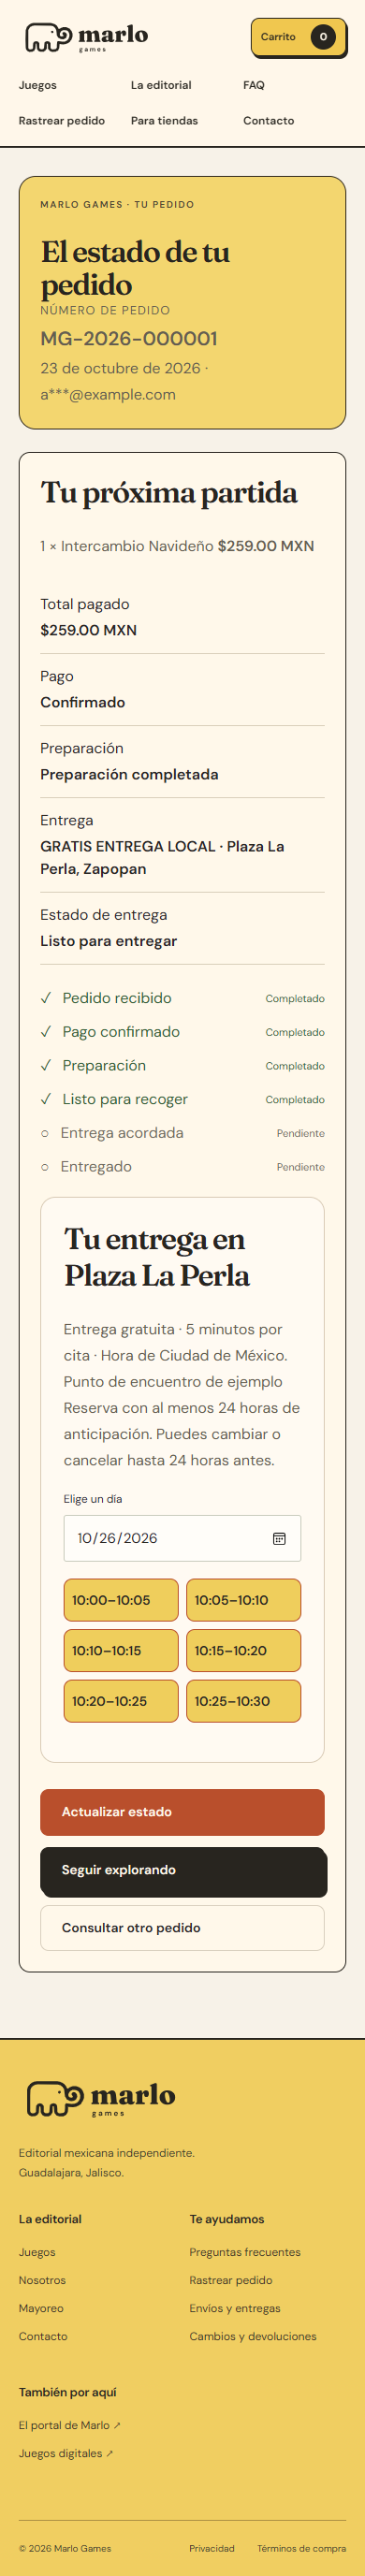 marlo
games
Carrito 0
Juegos La editorial FAQ
Rastrear pedido Para tiendas Contacto
MARLO GAMES · TU PEDIDO
El estado de tu
pedido
NÚMERO DE PEDIDO
MG-2026-000001
23 de octubre de 2026 ·
a***@example.com
Tu próxima partida
1 × Intercambio Navideño $259.00 MXN
Total pagado
$259.00 MXN
Pago
Confirmado
Preparación
Preparación completada
Entrega
GRATIS ENTREGA LOCAL · Plaza La
Perla, Zapopan
Estado de entrega
Listo para entregar
✓ Pedido recibido Completado
✓ Pago confirmado Completado
✓ Preparación Completado
✓ Listo para recoger Completado
○ Entrega acordada Pendiente
○ Entregado Pendiente
Tu entrega en
Plaza La Perla
Entrega gratuita · 5 minutos por
cita · Hora de Ciudad de México.
Punto de encuentro de ejemplo
Reserva con al menos 24 horas de
anticipación. Puedes cambiar o
cancelar hasta 24 horas antes.
Elige un día
10/26/2026
10:00–10:05 10:05–10:10
10:10–10:15 10:15–10:20
10:20–10:25 10:25–10:30
Actualizar estado
Seguir explorando
Consultar otro pedido
marlo
games
Editorial mexicana independiente.
Guadalajara, Jalisco.
La editorial Te ayudamos
Juegos Preguntas frecuentes
Nosotros Rastrear pedido
Mayoreo Envíos y entregas
Contacto Cambios y devoluciones
También por aquí
El portal de Marlo ↗
Juegos digitales ↗
© 2026 Marlo Games Privacidad Términos de compra